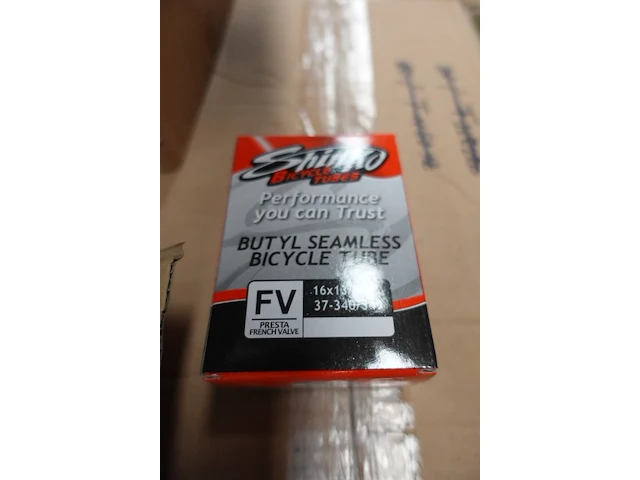 Shinko
BICYCLE TUBES
Performance
you can Trust
BUTYL SEAMLESS
BICYCLE TUBE
FV
PRESTA
FRENCH VALVE